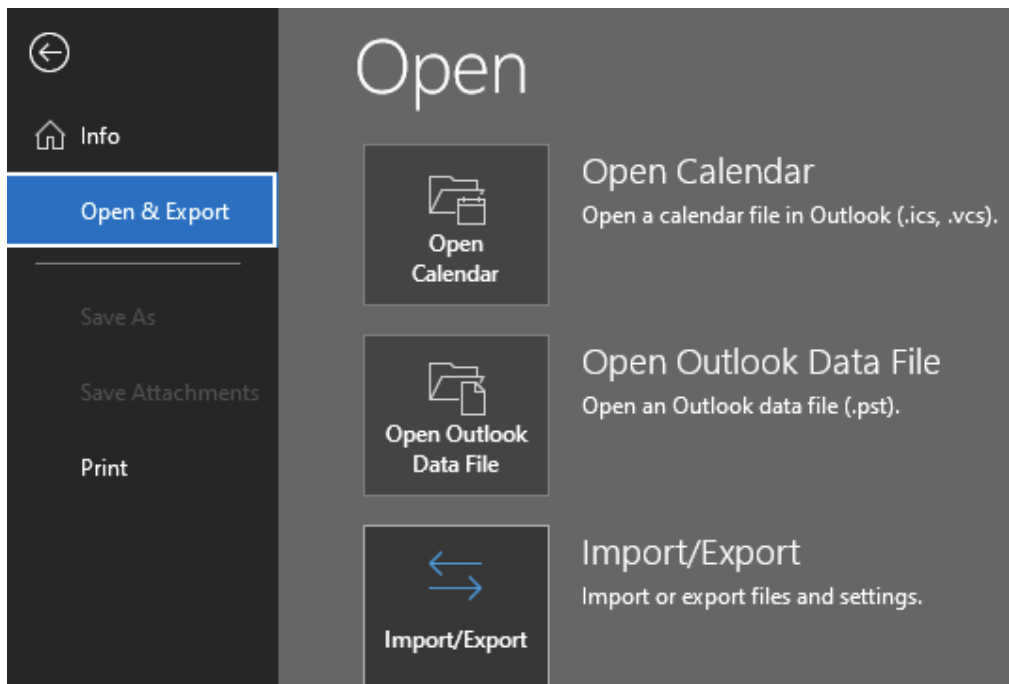 Info
Open & Export
Save As
Save Attachments
Print
Open
Open
Calendar
Open Calendar
Open a calendar file in Outlook (.ics, .vcs).
Open Outlook
Data File
Open Outlook Data File
Open an Outlook data file (.pst).
Import/Export
Import/Export
Import or export files and settings.